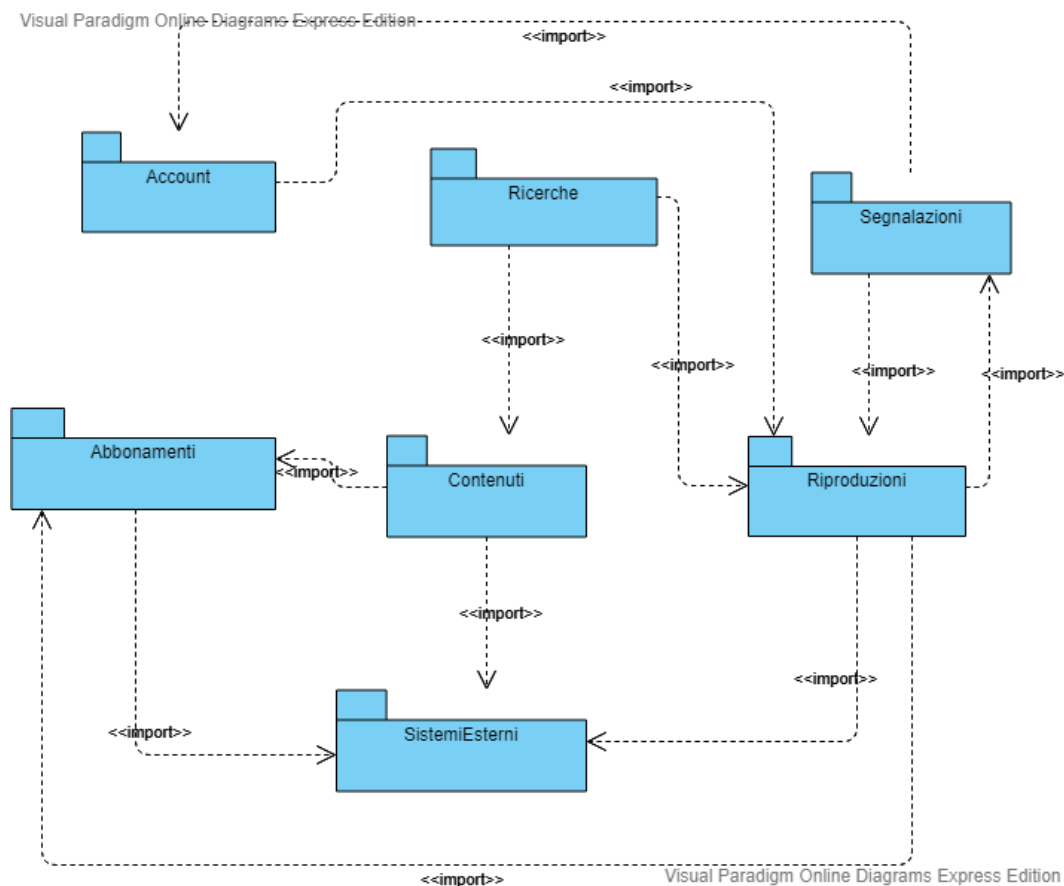 Visual Paradigm Online Diagrams Express Edition
<<import>>
<<import>>
Account
Ricerche
Segnalazioni
<<import>>
<<import>>
<<import>>
<<import>>
Abbonamenti
<<import>>
Contenuti
Riproduzioni
<<import>>
<<import>>
<<import>>
SistemiEsterni
<<import>>
Visual Paradigm Online Diagrams Express Edition